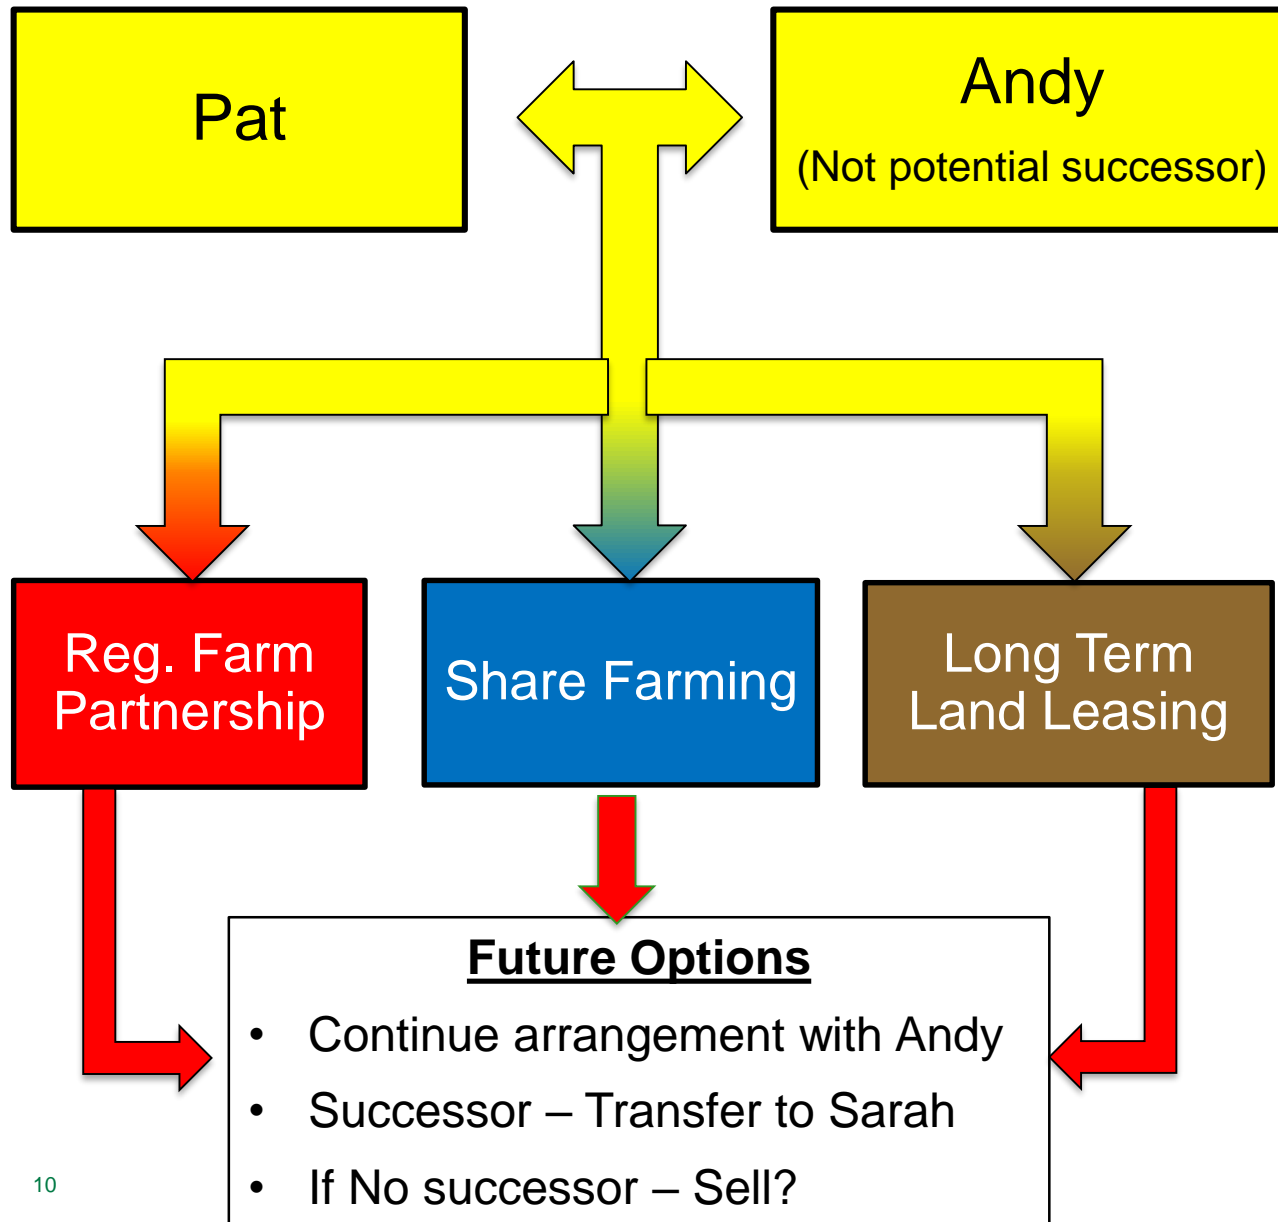 Pat
Andy
(Not potential successor)
Reg. Farm
Partnership
Share Farming
Long Term
Land Leasing
Future Options
• Continue arrangement with Andy
• Successor – Transfer to Sarah
• If No successor – Sell?
10